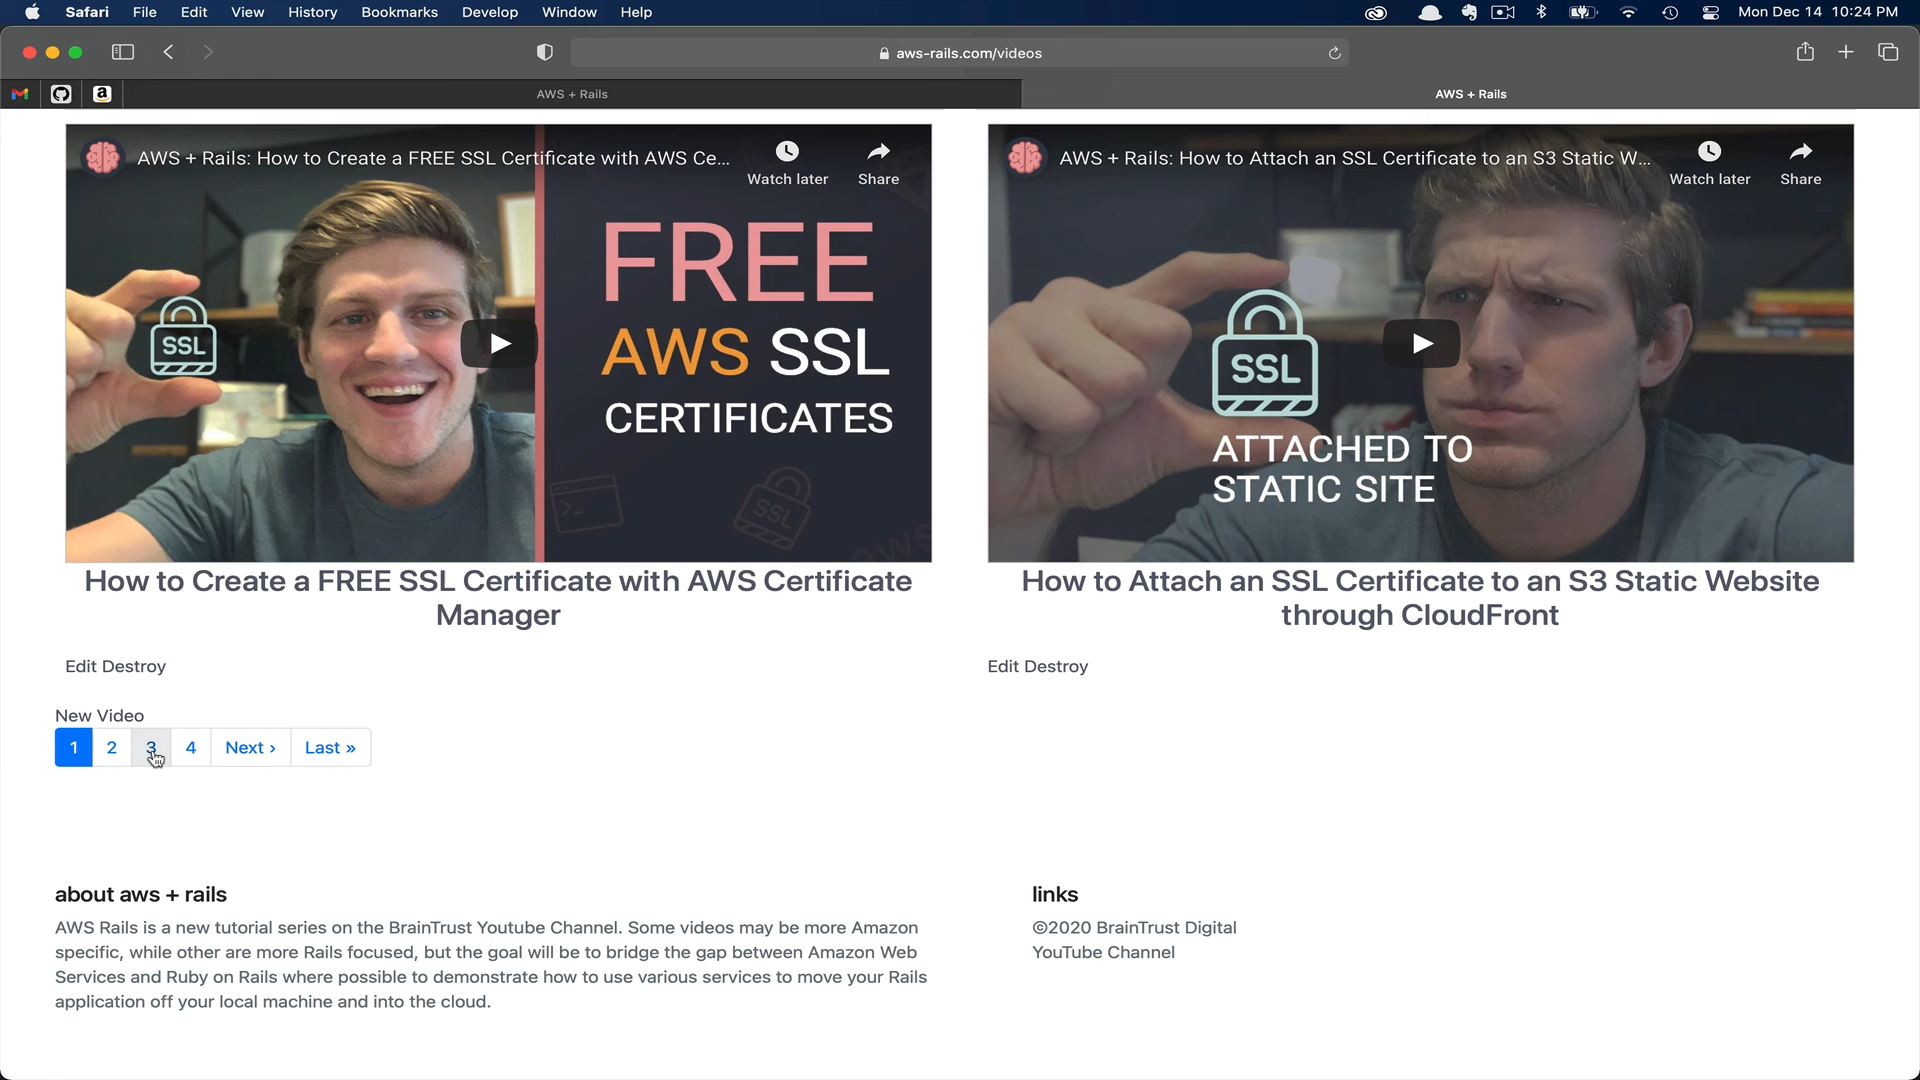 Safari File Edit View History Bookmarks Develop Window Help Mon Dec 14 10:24 PM
aws-rails.com/videos
AWS + Rails
AWS + Rails
AWS + Rails: How to Create a FREE SSL Certificate with AWS Ce...
Watch later
Share
SSL
FREE
AWS SSL
CERTIFICATES
SSL
aws
How to Create a FREE SSL Certificate with AWS Certificate
Manager
Edit Destroy
AWS + Rails: How to Attach an SSL Certificate to an S3 Static W...
Watch later
Share
SSL
ATTACHED TO
STATIC SITE
How to Attach an SSL Certificate to an S3 Static Website
through CloudFront
Edit Destroy
New Video
1 2 3 4 Next › Last »
about aws + rails
AWS Rails is a new tutorial series on the BrainTrust Youtube Channel. Some videos may be more Amazon
specific, while other are more Rails focused, but the goal will be to bridge the gap between Amazon Web
Services and Ruby on Rails where possible to demonstrate how to use various services to move your Rails
application off your local machine and into the cloud.
links
©2020 BrainTrust Digital
YouTube Channel